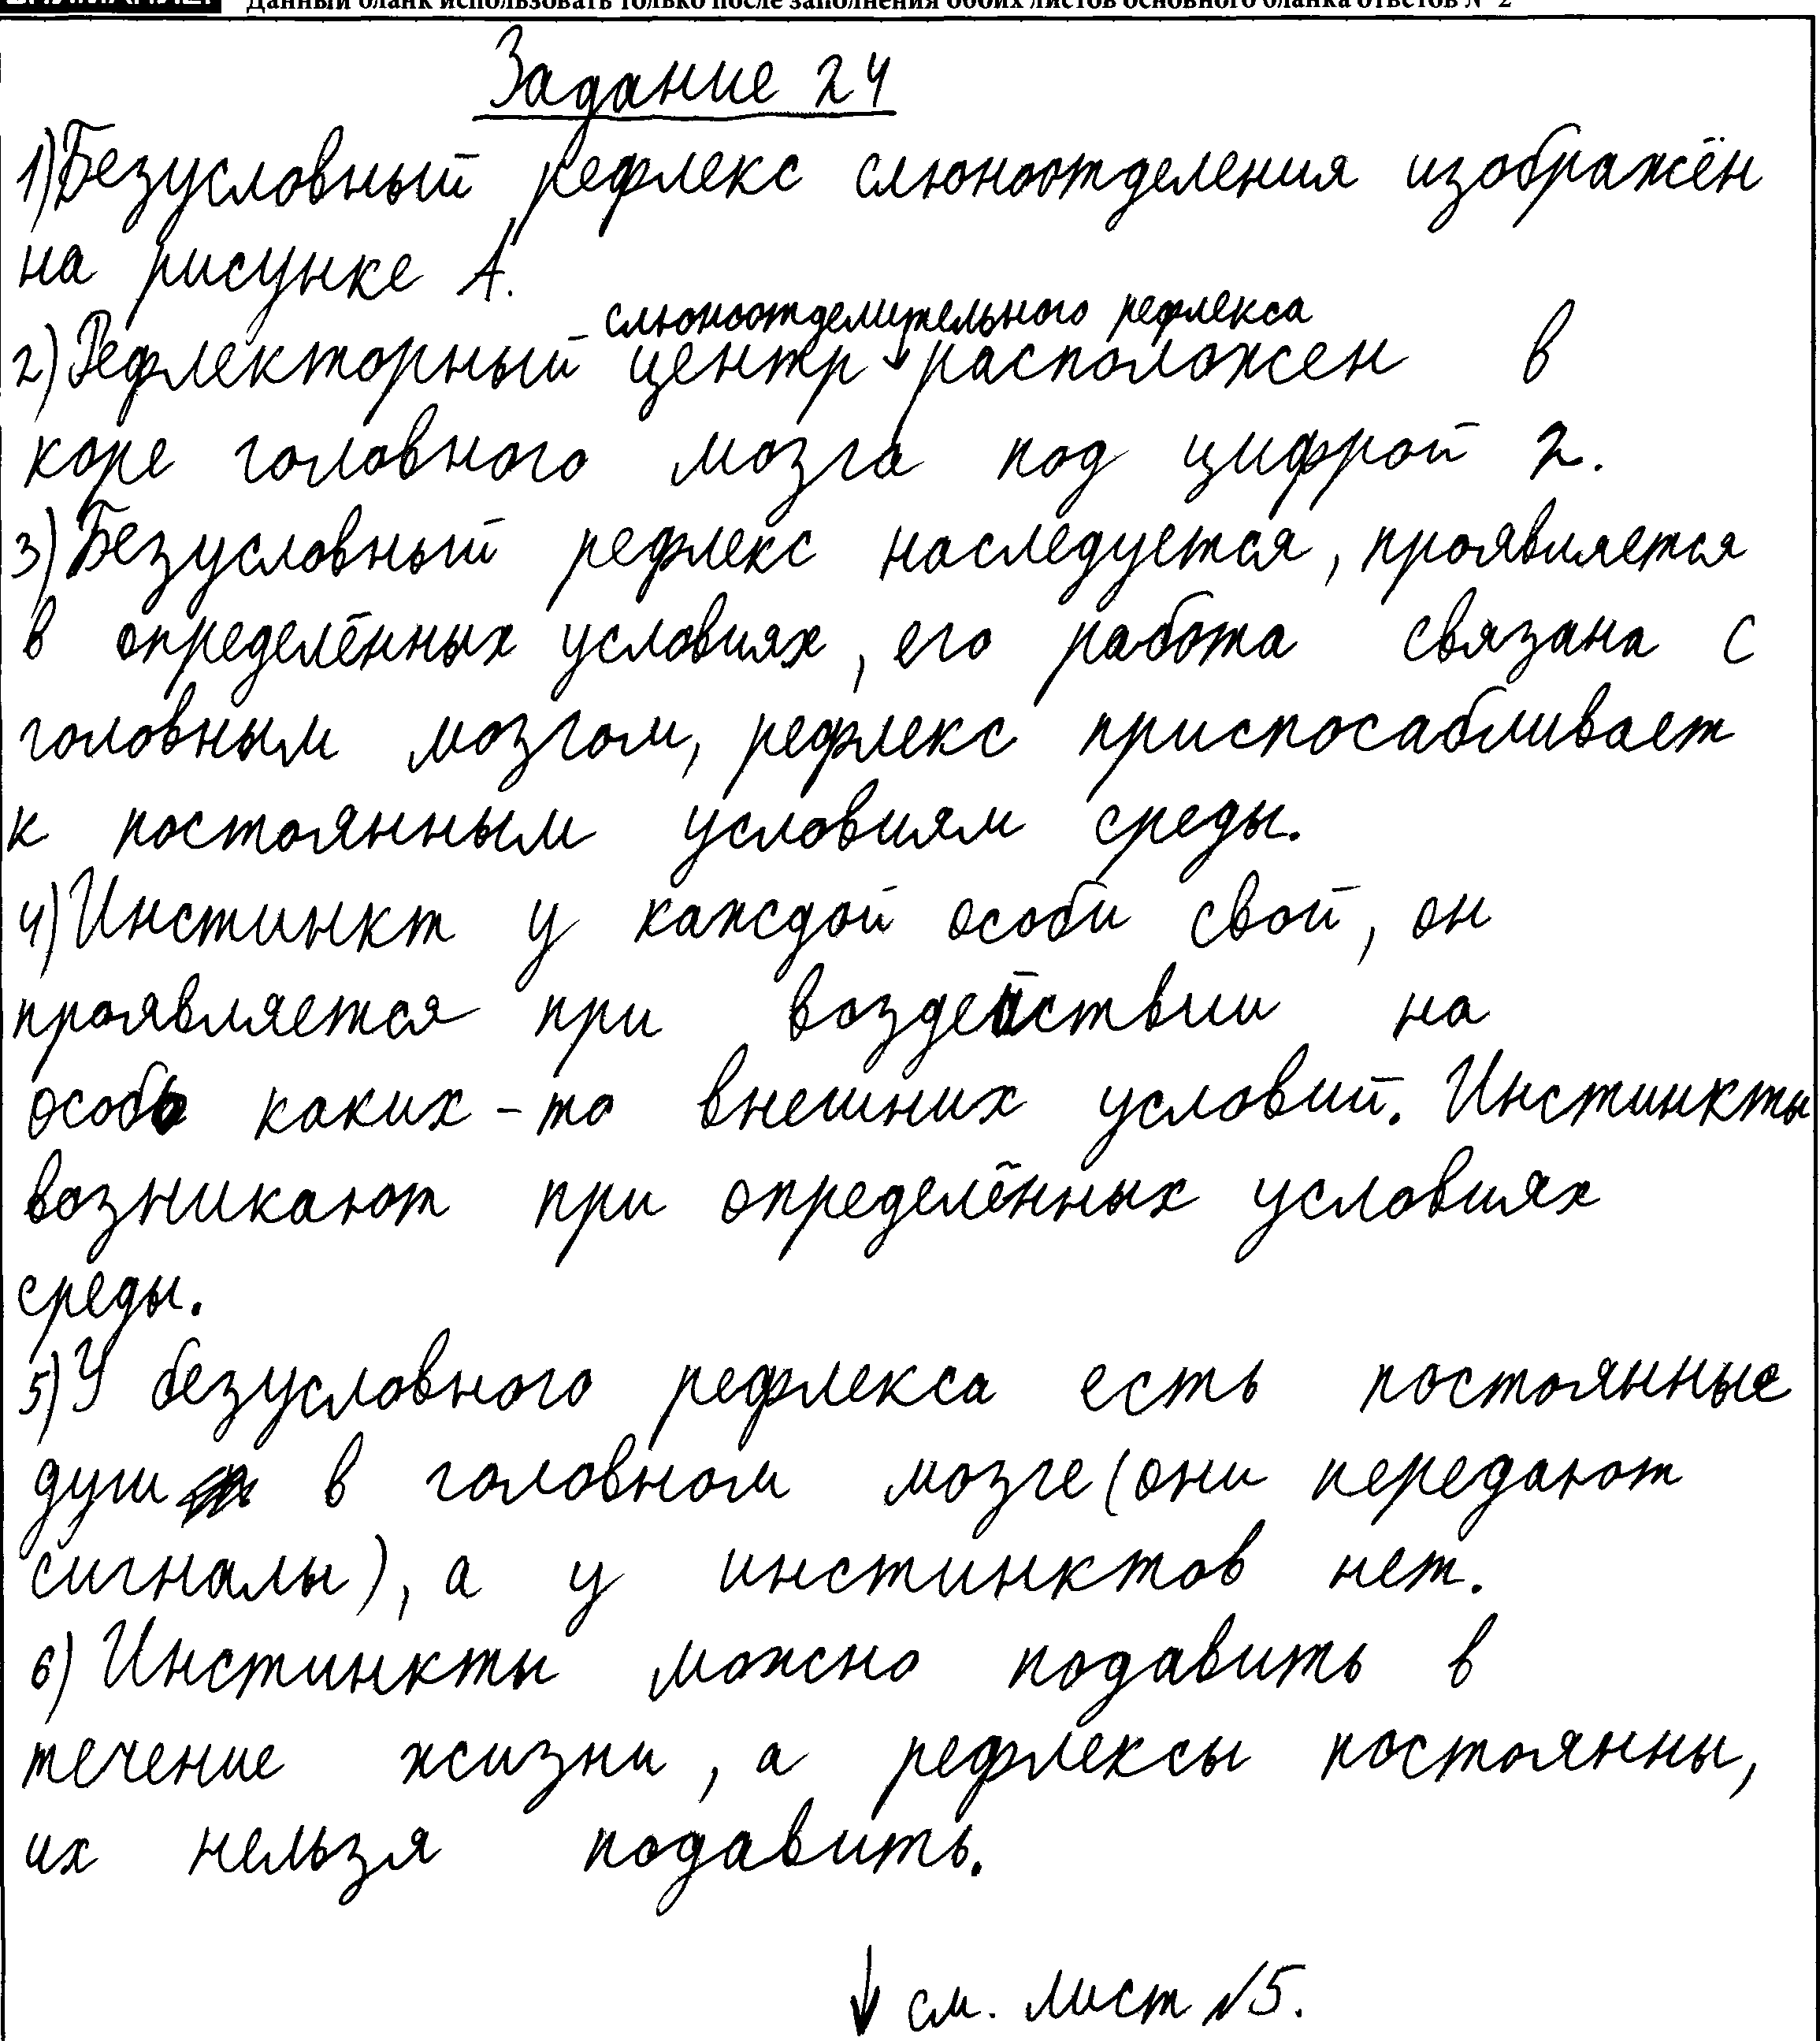 Данный бланк использовать только после заполнения обоих листов основного бланка ответов № 2
Задание 24
1) Безусловный рефлекс слюноотделения изображён
на рисунке А.
слюноотделительного рефлекса
2) Рефлекторный центр расположен в
коре головного мозга под цифрой 2.
3) Безусловный рефлекс наследуется, проявляется
в определённых условиях, его работа связана с
головным мозгом, рефлекс приспосабливает
к постоянным условиям среды.
4) Инстинкт у каждой особи свой, он
проявляется при воздействии на
особь каких-то внешних условий. Инстинкты
возникают при определённых условиях
среды.
5) У безусловного рефлекса есть постоянные
дуги в головном мозге (они передают
сигналы), а у инстинктов нет.
6) Инстинкты можно подавить в
течение жизни, а рефлексы постоянны,
их нельзя подавить.
↓ см. лист №5.